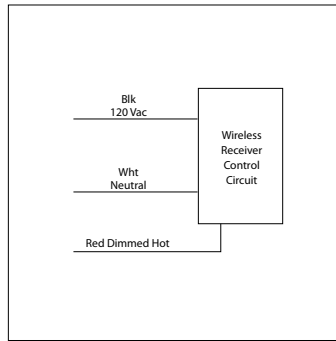 Blk
120 Vac
Wht
Neutral
Red Dimmed Hot
Wireless
Receiver
Control
Circuit